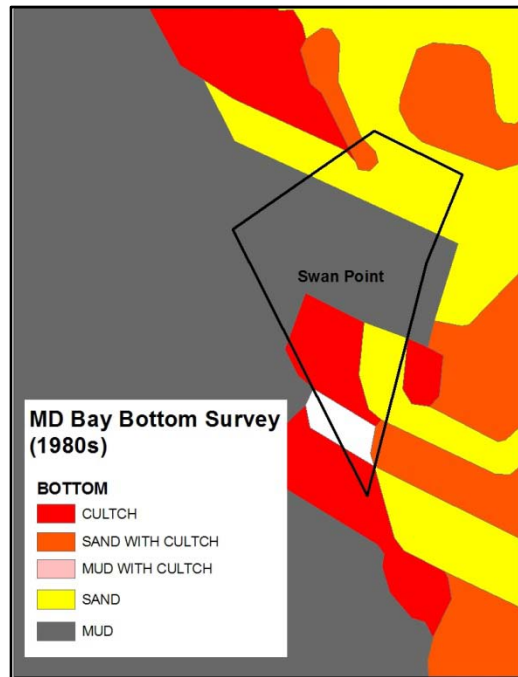 Swan Point
MD Bay Bottom Survey
(1980s)
BOTTOM
CULTCH
SAND WITH CULTCH
MUD WITH CULTCH
SAND
MUD